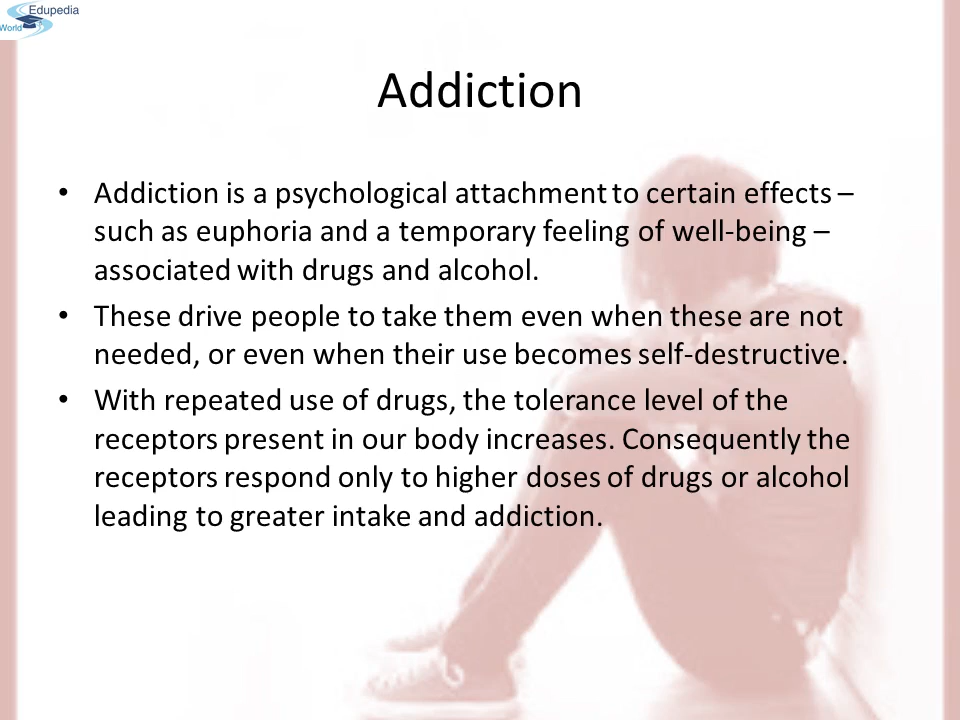 Edupedia
World
Addiction
• Addiction is a psychological attachment to certain effects –
such as euphoria and a temporary feeling of well-being –
associated with drugs and alcohol.
• These drive people to take them even when these are not
needed, or even when their use becomes self-destructive.
• With repeated use of drugs, the tolerance level of the
receptors present in our body increases. Consequently the
receptors respond only to higher doses of drugs or alcohol
leading to greater intake and addiction.